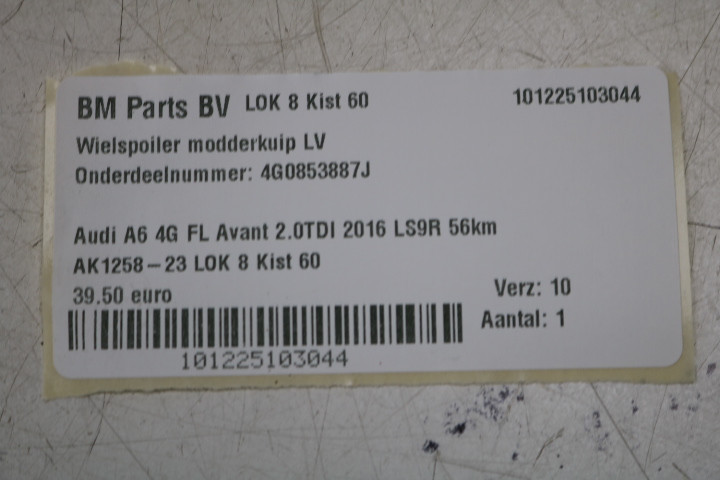 BM Parts BV LOK 8 Kist 60 101225103044
Wielspoiler modderkuip LV
Onderdeelnummer: 4G0853887J
Audi A6 4G FL Avant 2.0TDI 2016 LS9R 56km
AK1258-23 LOK 8 Kist 60
39.50 euro Verz: 10
Aantal: 1
101225103044